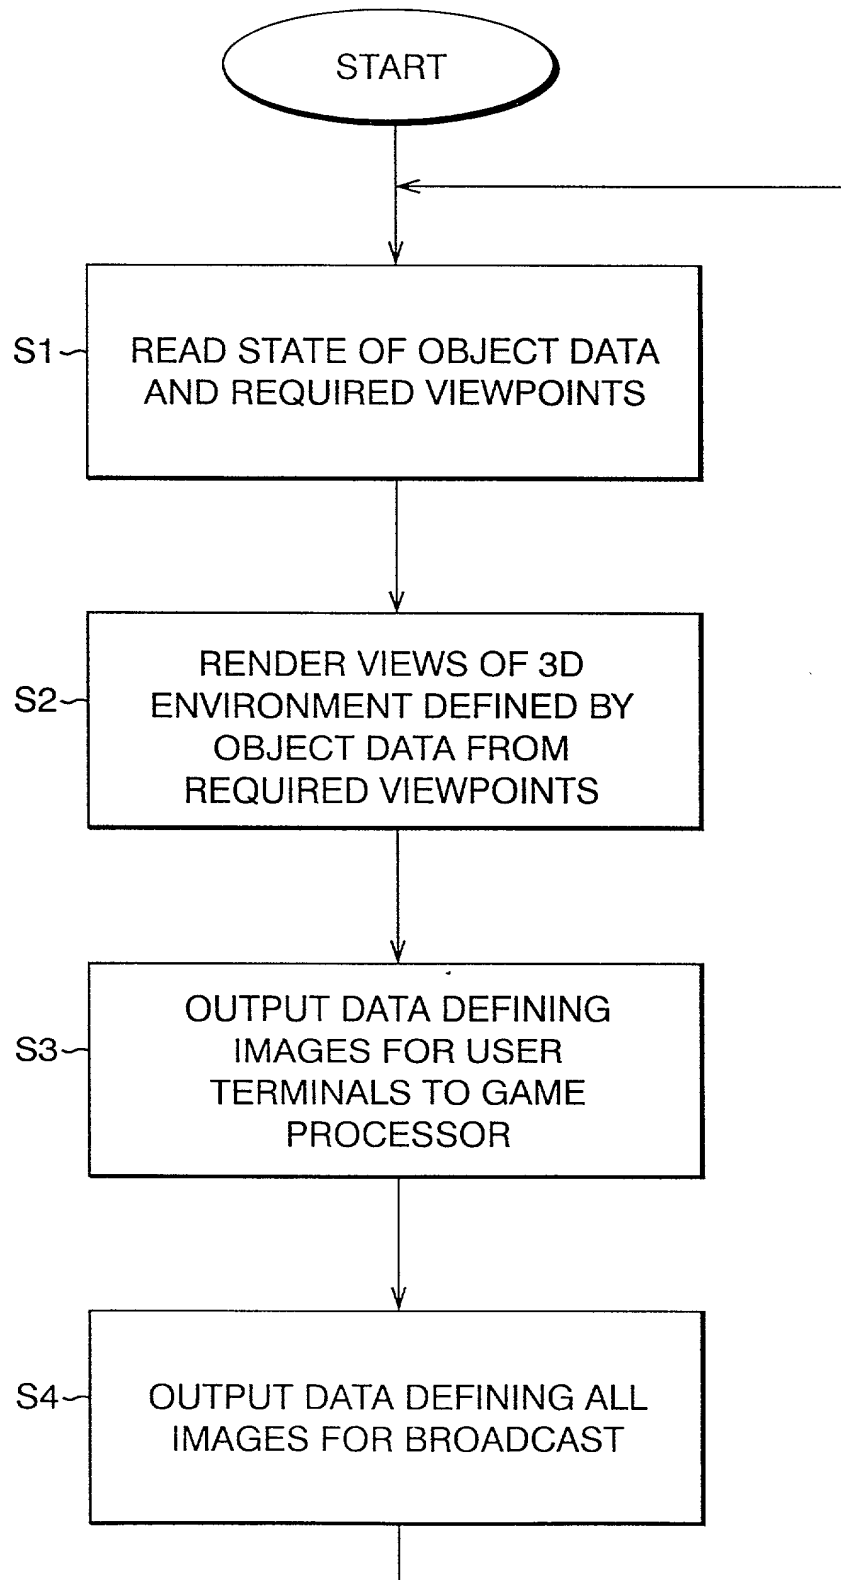 START
S1
READ STATE OF OBJECT DATA
AND REQUIRED VIEWPOINTS
S2
RENDER VIEWS OF 3D
ENVIRONMENT DEFINED BY
OBJECT DATA FROM
REQUIRED VIEWPOINTS
S3
OUTPUT DATA DEFINING
IMAGES FOR USER
TERMINALS TO GAME
PROCESSOR
S4
OUTPUT DATA DEFINING ALL
IMAGES FOR BROADCAST